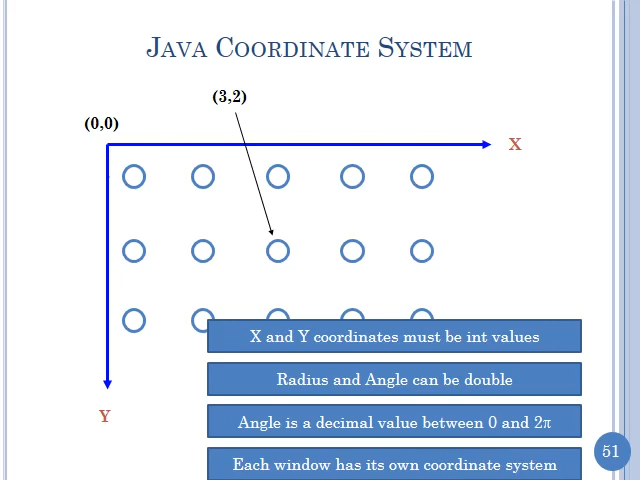 JAVA COORDINATE SYSTEM
(3,2)
(0,0)
X
X and Y coordinates must be int values
Radius and Angle can be double
Y
Angle is a decimal value between 0 and 2π
51
Each window has its own coordinate system